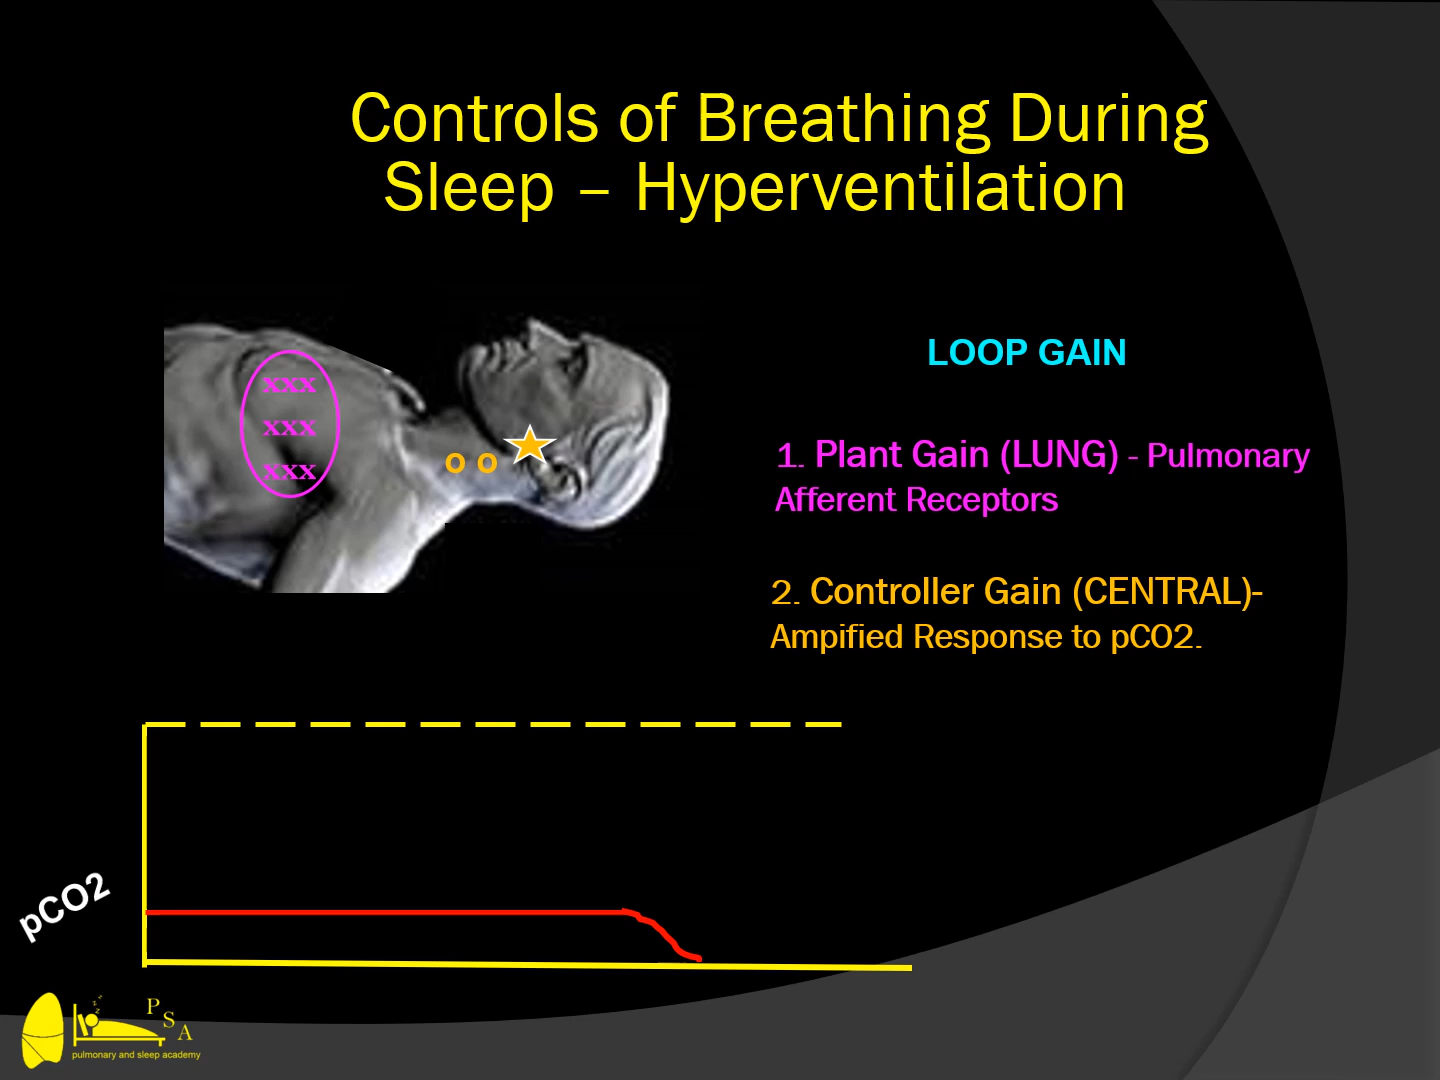 Controls of Breathing During
Sleep – Hyperventilation
xxx
xxx
xxx
o o
LOOP GAIN
1. Plant Gain (LUNG) - Pulmonary
Afferent Receptors
2. Controller Gain (CENTRAL)-
Ampified Response to pCO2.
pCO2
z z z
P
S
A
pulmonary and sleep academy